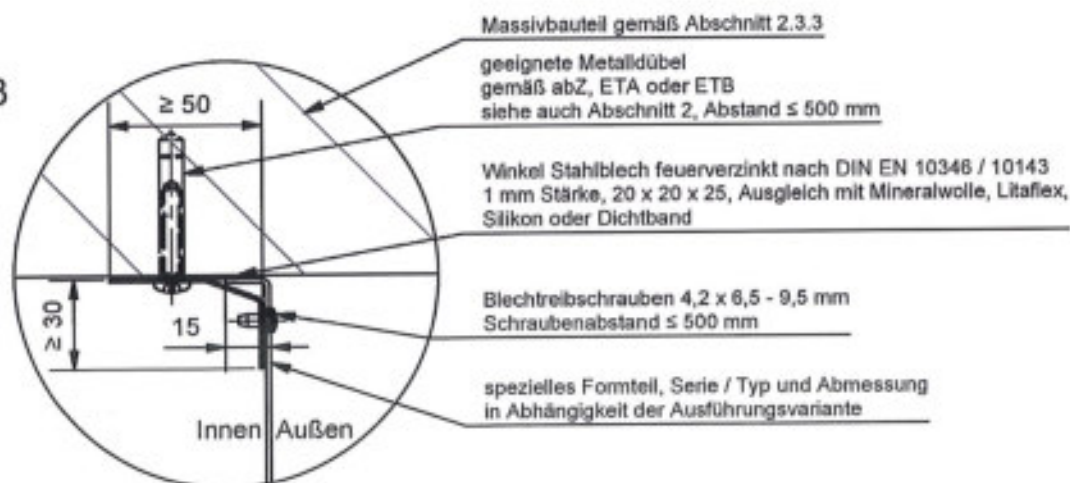 Massivbauteil gemäß Abschnitt 2.3.3
B
geeignete Metalldübel
gemäß abZ, ETA oder ETB
siehe auch Abschnitt 2, Abstand ≤ 500 mm
≥ 50
Winkel Stahlblech feuerverzinkt nach DIN EN 10346 / 10143
1 mm Stärke, 20 x 20 x 25, Ausgleich mit Mineralwolle, Litaflex,
Silikon oder Dichtband
≥ 30
15
Blechtreibschrauben 4,2 x 6,5 - 9,5 mm
Schraubenabstand ≤ 500 mm
spezielles Formteil, Serie / Typ und Abmessung
in Abhängigkeit der Ausführungsvariante
Innen Außen